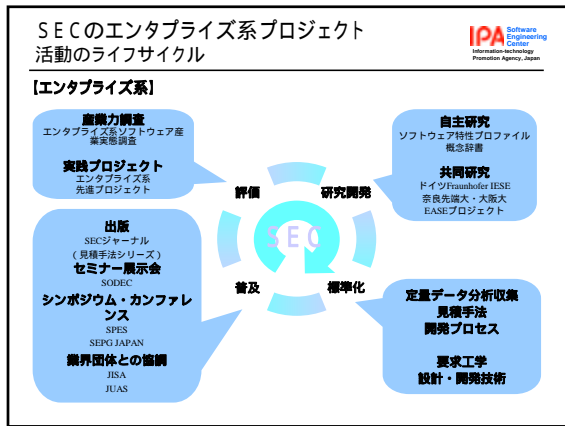 SECのエンタプライズ系プロジェクト
活動のライフサイクル
IPA
Software
Engineering
Center
Information-technology
Promotion Agency, Japan
【エンタプライズ系】
産業力調査
エンタプライズ系ソフトウェア産
業実態調査
実践プロジェクト
エンタプライズ系
先進プロジェクト
自主研究
ソフトウェア特性プロファイル
概念辞書
共同研究
ドイツFraunhofer IESE
奈良先端大・大阪大
EASEプロジェクト
評価
研究開発
SEC
普及
標準化
出版
SECジャーナル
(見積手法シリーズ)
セミナー展示会
SODEC
シンポジウム・カンファレ
ンス
SPES
SEPG JAPAN
業界団体との協調
JISA
JUAS
定量データ分析収集
見積手法
開発プロセス
要求工学
設計・開発技術